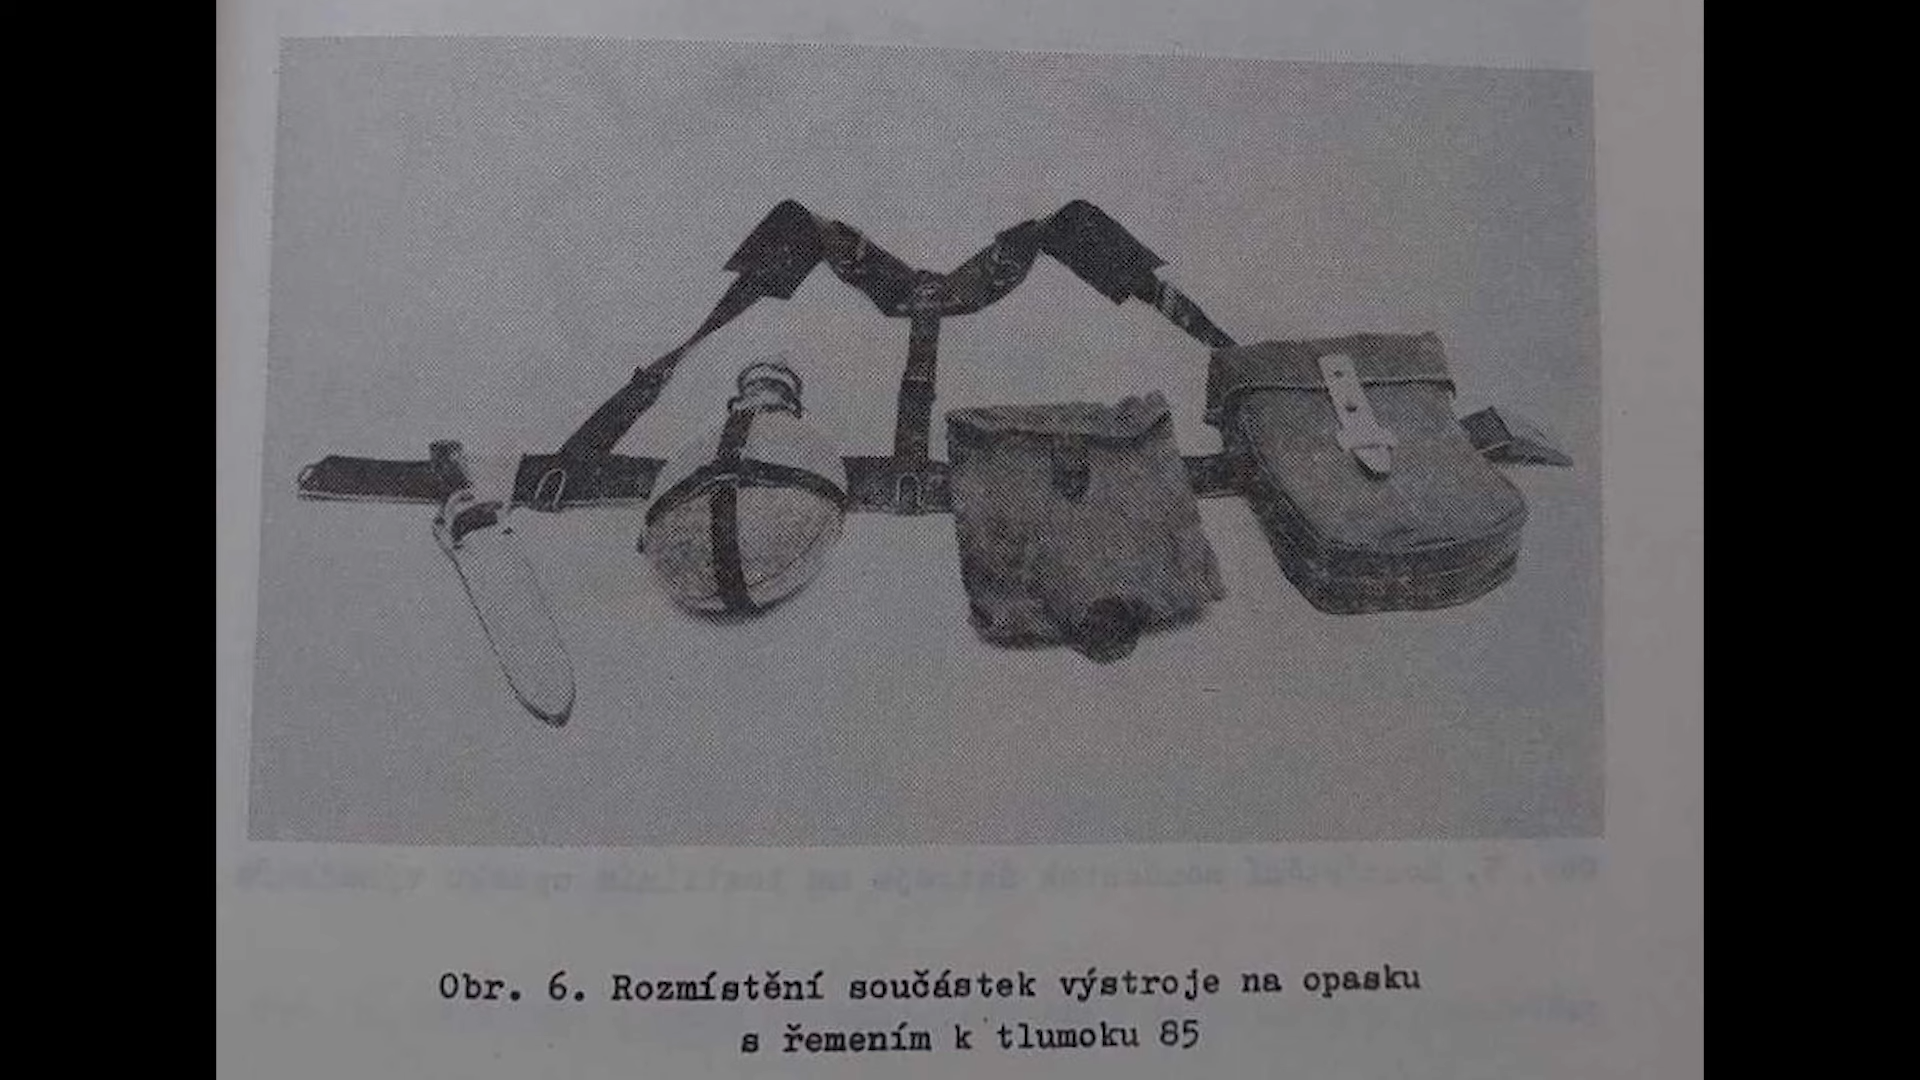 Obr. 6. Rozmístění součástek výstroje na opasku
s řemením k tlumoku 85